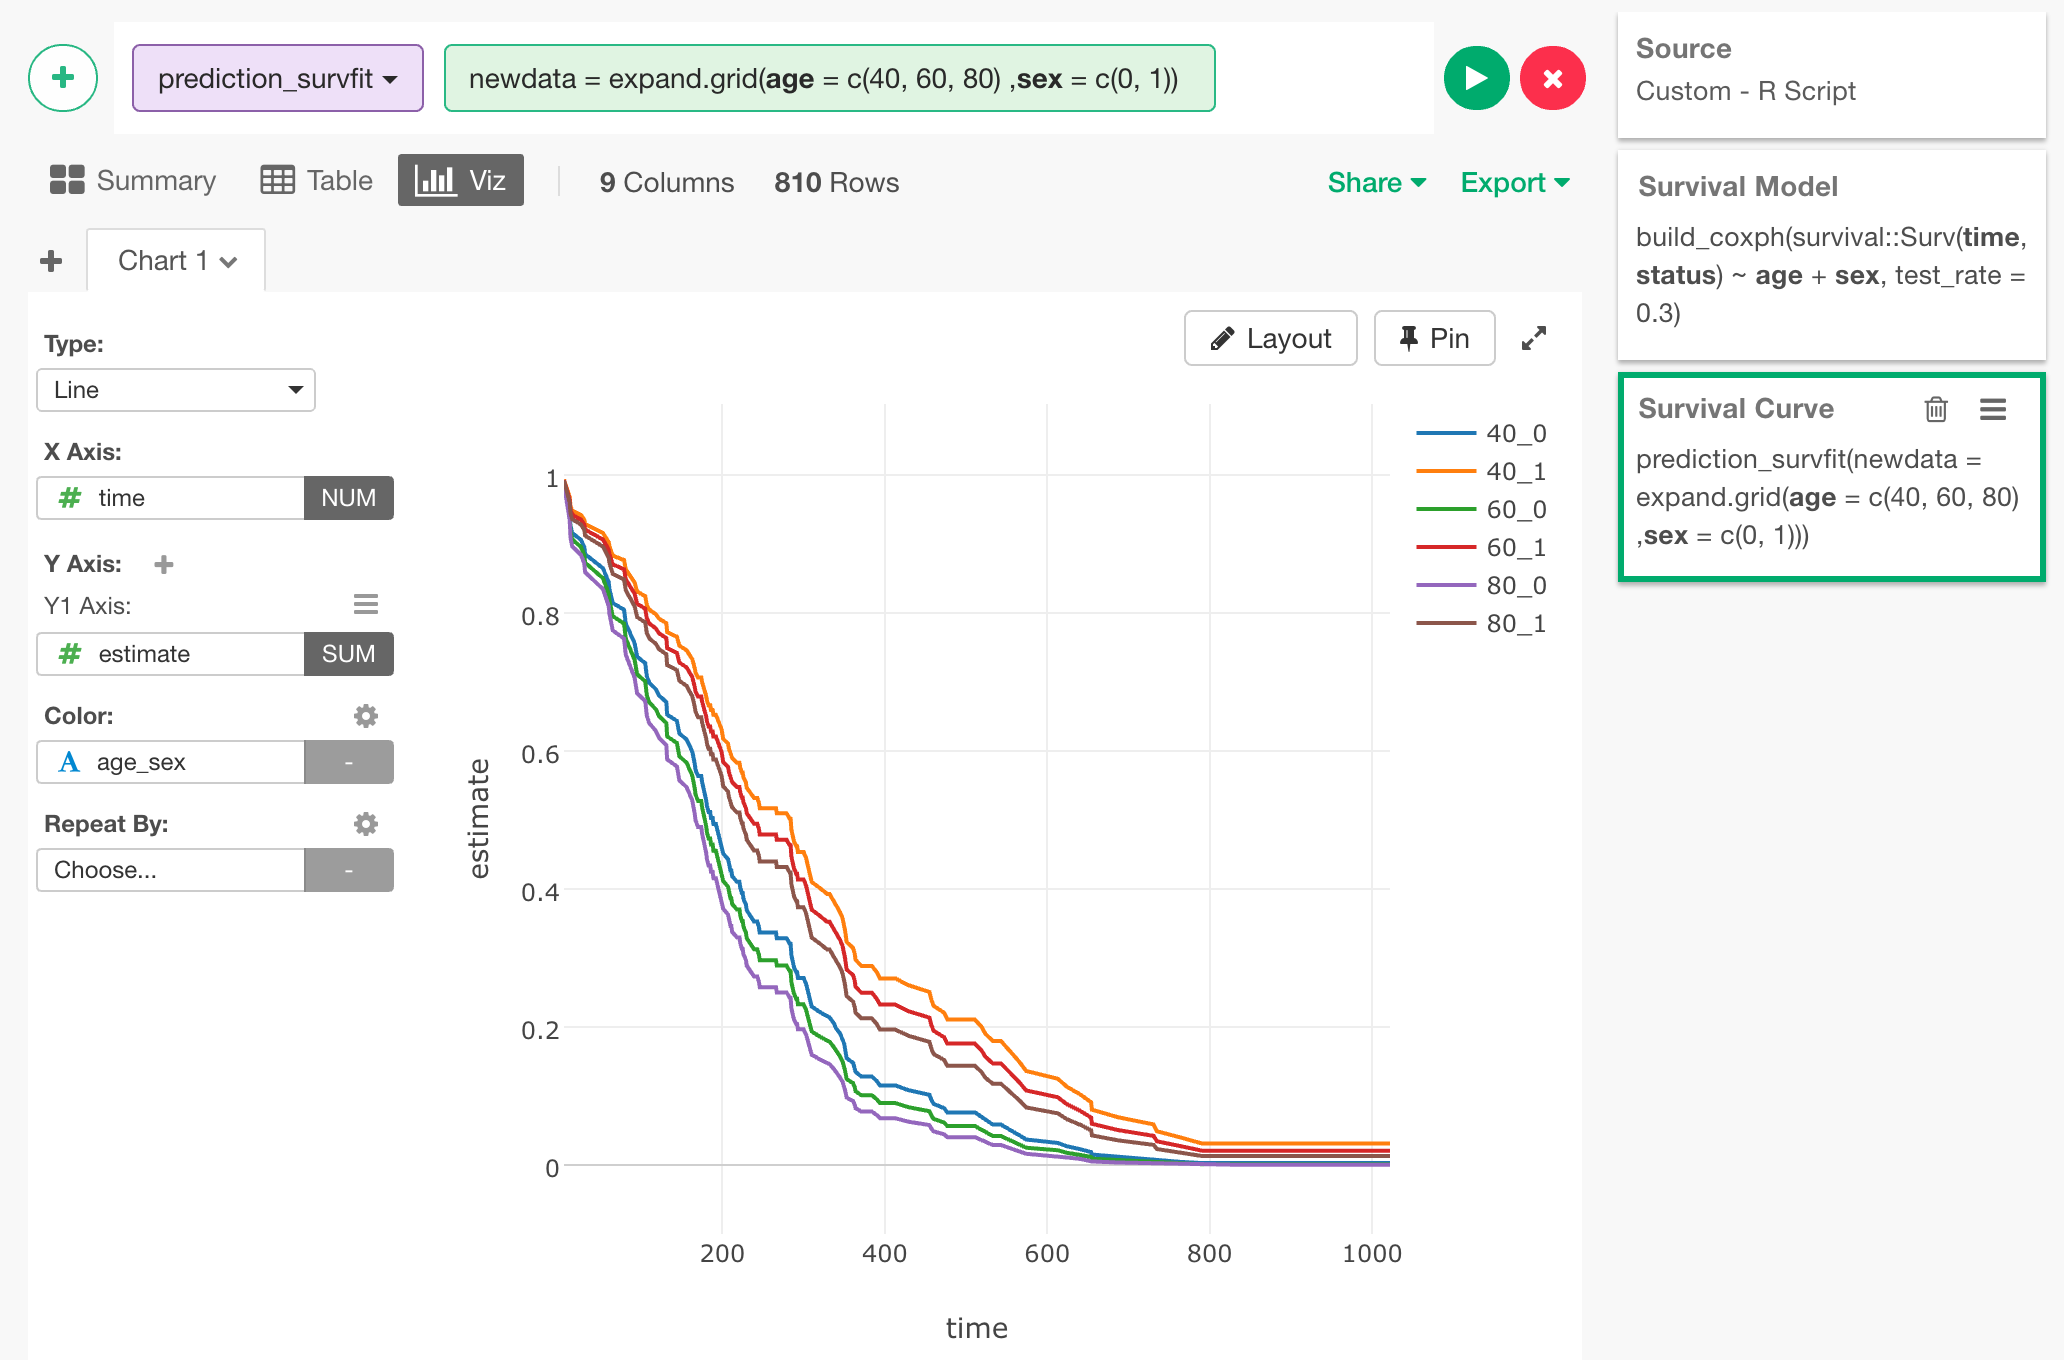 prediction_survfit
newdata = expand.grid(age = c(40, 60, 80) ,sex = c(0, 1))
Summary
Table
Viz
9 Columns
810 Rows
Share
Export
Chart 1
Type:
Line
X Axis:
# time
NUM
Y Axis:
Y1 Axis:
# estimate
SUM
Color:
A age_sex
-
Repeat By:
Choose...
-
Layout
Pin
40_0
40_1
60_0
60_1
80_0
80_1
1
0.8
0.6
0.4
0.2
0
estimate
200
400
600
800
1000
time
Source
Custom - R Script
Survival Model
build_coxph(survival::Surv(time,
status) ~ age + sex, test_rate =
0.3)
Survival Curve
prediction_survfit(newdata =
expand.grid(age = c(40, 60, 80)
,sex = c(0, 1)))